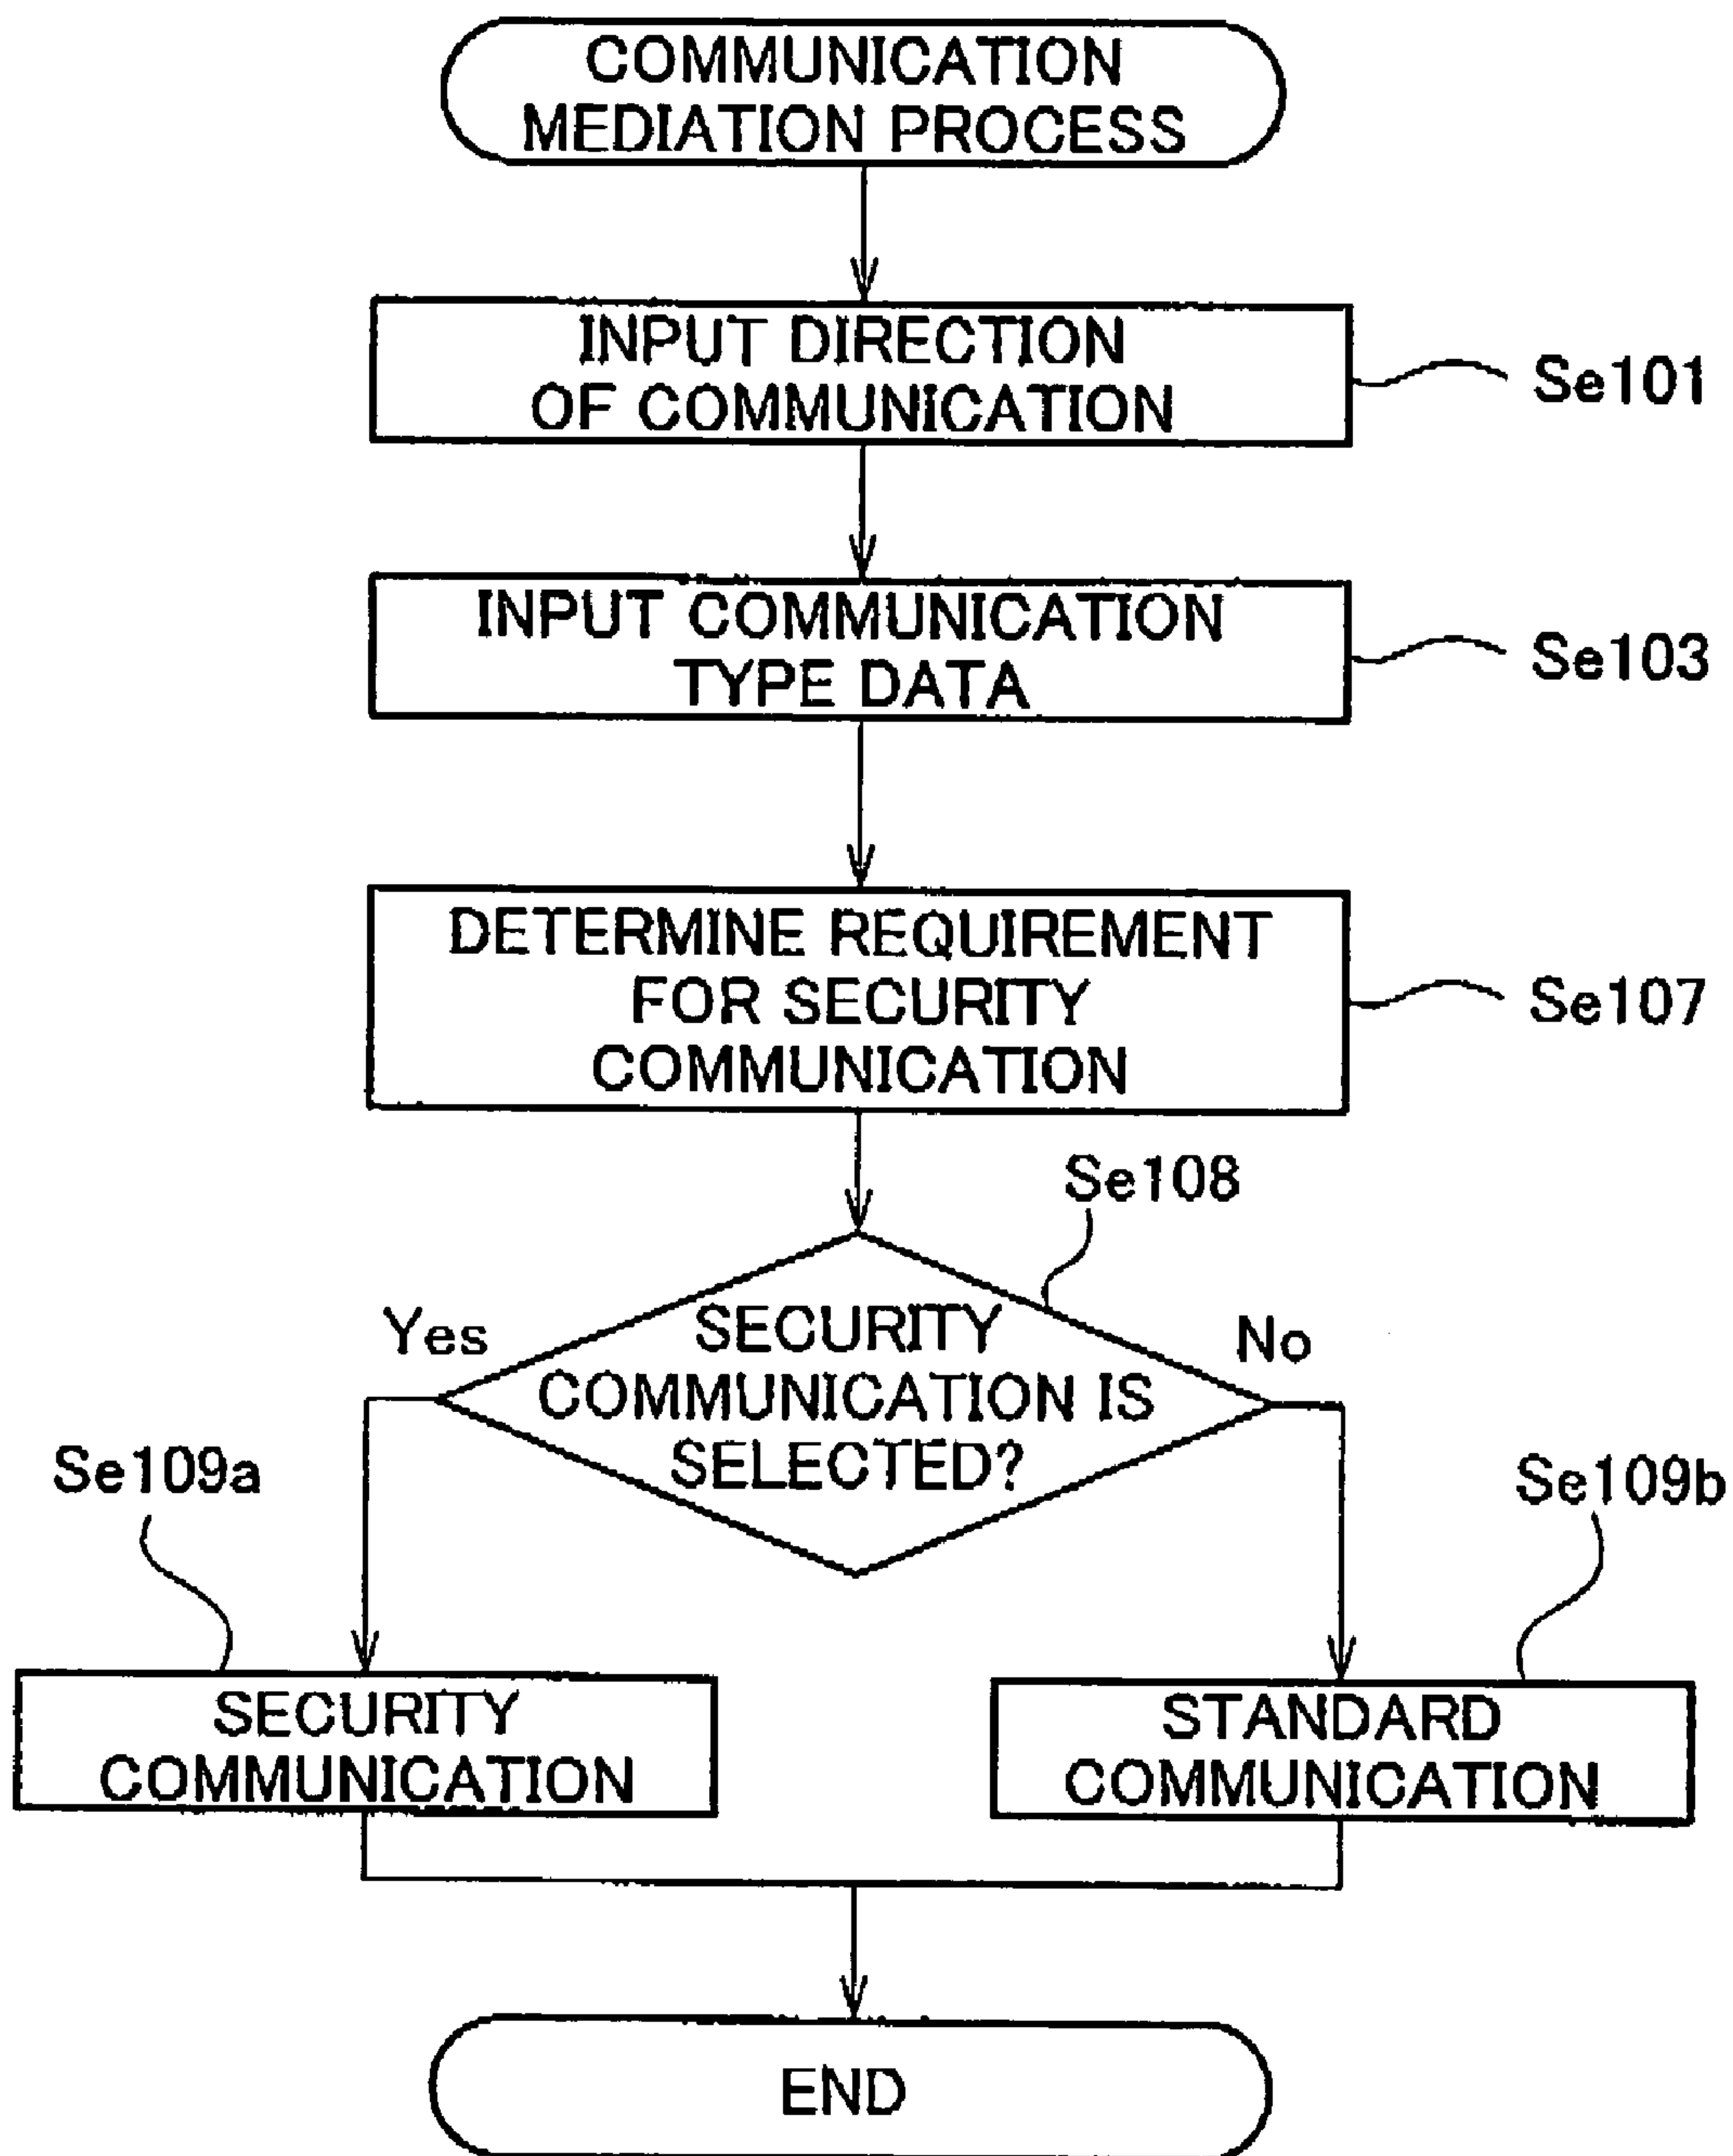 COMMUNICATION
MEDIATION PROCESS
INPUT DIRECTION
OF COMMUNICATION
Se101
INPUT COMMUNICATION
TYPE DATA
Se103
DETERMINE REQUIREMENT
FOR SECURITY
COMMUNICATION
Se107
Se108
Yes
SECURITY
COMMUNICATION IS
SELECTED?
No
Se109a
Se109b
SECURITY
COMMUNICATION
STANDARD
COMMUNICATION
END